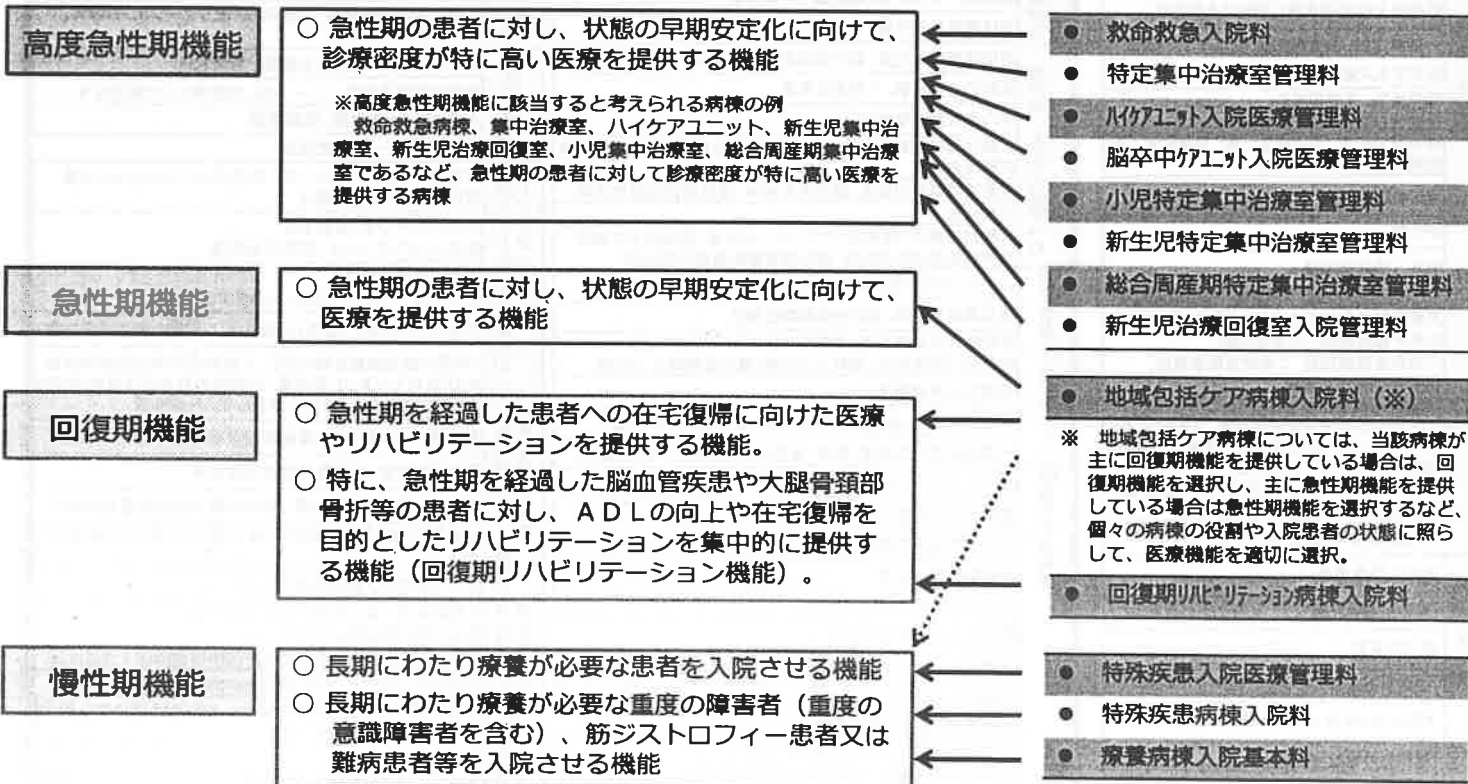 高度急性期機能
○ 急性期の患者に対し、状態の早期安定化に向けて、
診療密度が特に高い医療を提供する機能
※高度急性期機能に該当すると考えられる病棟の例
救命救急病棟、集中治療室、ハイケアユニット、新生児集中治
療室、新生児治療回復室、小児集中治療室、総合周産期集中治療
室であるなど、急性期の患者に対して診療密度が特に高い医療を
提供する病棟
● 救命救急入院料
● 特定集中治療室管理料
● ﾊｲｹｱﾕﾆｯﾄ入院医療管理料
● 脳卒中ｹｱﾕﾆｯﾄ入院医療管理料
● 小児特定集中治療室管理料
● 新生児特定集中治療室管理料
● 総合周産期特定集中治療室管理料
● 新生児治療回復室入院管理料
急性期機能
○ 急性期の患者に対し、状態の早期安定化に向けて、
医療を提供する機能
回復期機能
○ 急性期を経過した患者への在宅復帰に向けた医療
やリハビリテーションを提供する機能。
○ 特に、急性期を経過した脳血管疾患や大腿骨頚部
骨折等の患者に対し、ＡＤＬの向上や在宅復帰を
目的としたリハビリテーションを集中的に提供す
る機能（回復期リハビリテーション機能）。
● 地域包括ケア病棟入院料（※）
※ 地域包括ケア病棟については、当該病棟が
主に回復期機能を提供している場合は、回
復期機能を選択し、主に急性期機能を提供
している場合は急性期機能を選択するなど、
個々の病棟の役割や入院患者の状態に照ら
して、医療機能を適切に選択。
● 回復期ﾘﾊﾋﾞﾘﾃｰｼｮﾝ病棟入院料
慢性期機能
○ 長期にわたり療養が必要な患者を入院させる機能
○ 長期にわたり療養が必要な重度の障害者（重度の
意識障害者を含む）、筋ジストロフィー患者又は
難病患者等を入院させる機能
● 特殊疾患入院医療管理料
● 特殊疾患病棟入院料
● 療養病棟入院基本料